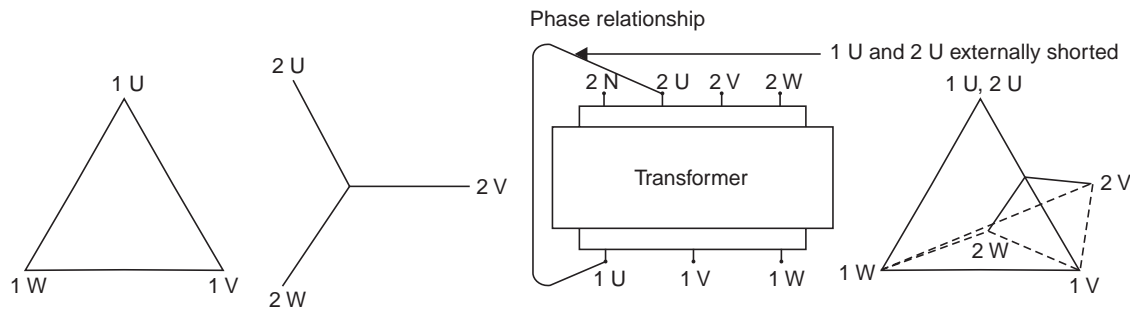 Phase relationship
1 U and 2 U externally shorted
2 U
1 U
2 N
2 U
2 V
2 W
1 U, 2 U
Transformer
2 V
2 V
1 W
1 V
2 W
1 U
1 V
1 W
2 W
1 W
1 V